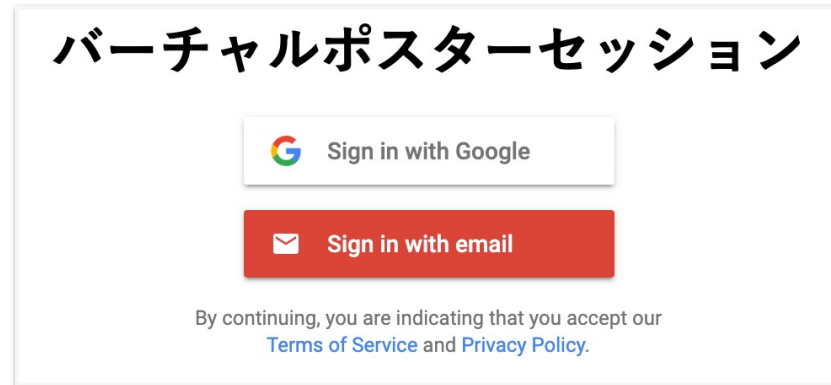 バーチャルポスターセッション
Sign in with Google
Sign in with email
By continuing, you are indicating that you accept our
Terms of Service and Privacy Policy.